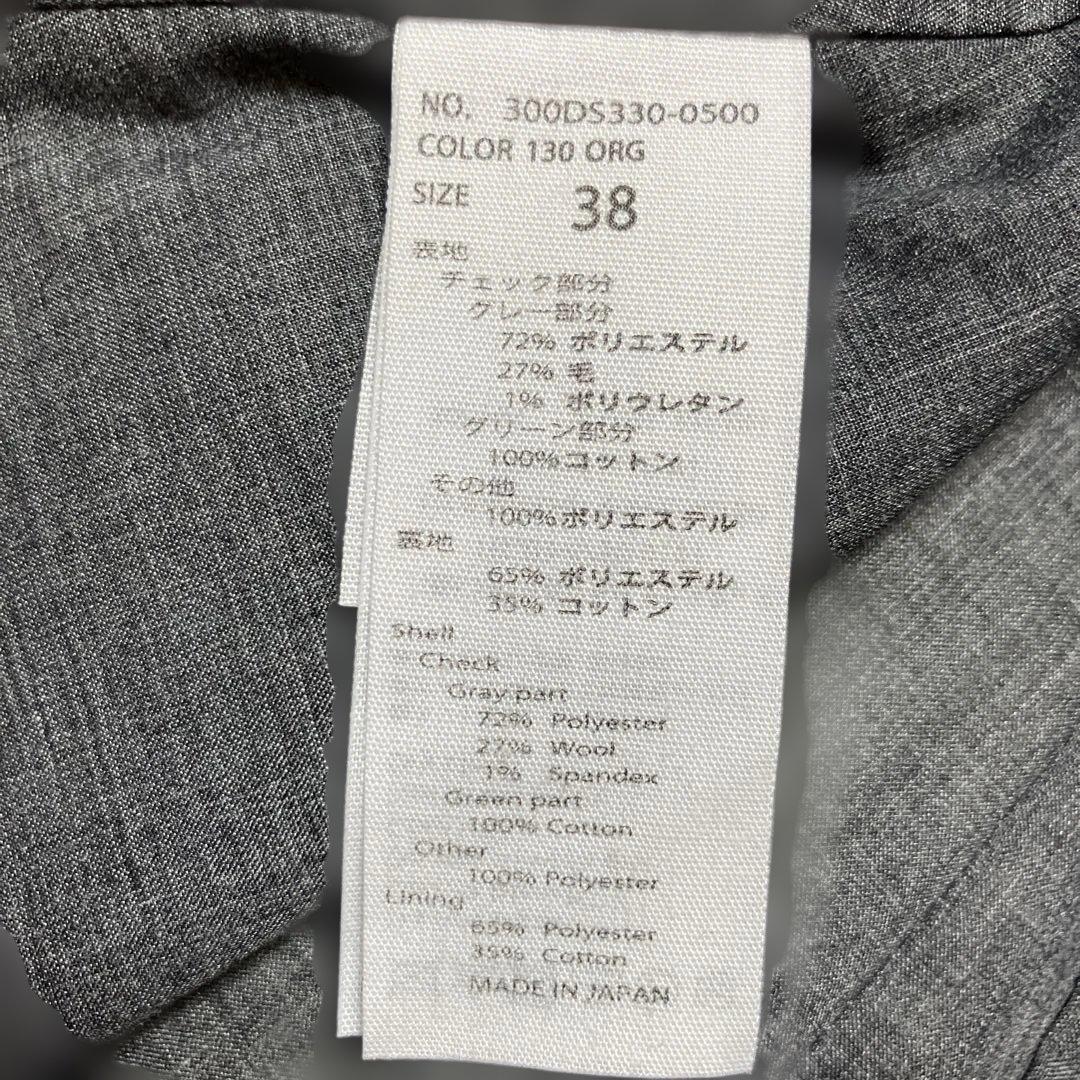 NO. 300DS330-0500
COLOR 130 ORG
SIZE 38
表地
チェック部分
グレー部分
72% ポリエステル
27% 毛
1% ポリウレタン
グリーン部分
100%コットン
その他
100%ポリエステル
裏地
65% ポリエステル
35% コットン
Shell
Check
Gray part
72% Polyester
27% Wool
1% Spandex
Green part
100% Cotton
Other
100% Polyester
Lining
65% Polyester
35% Cotton
MADE IN JAPAN